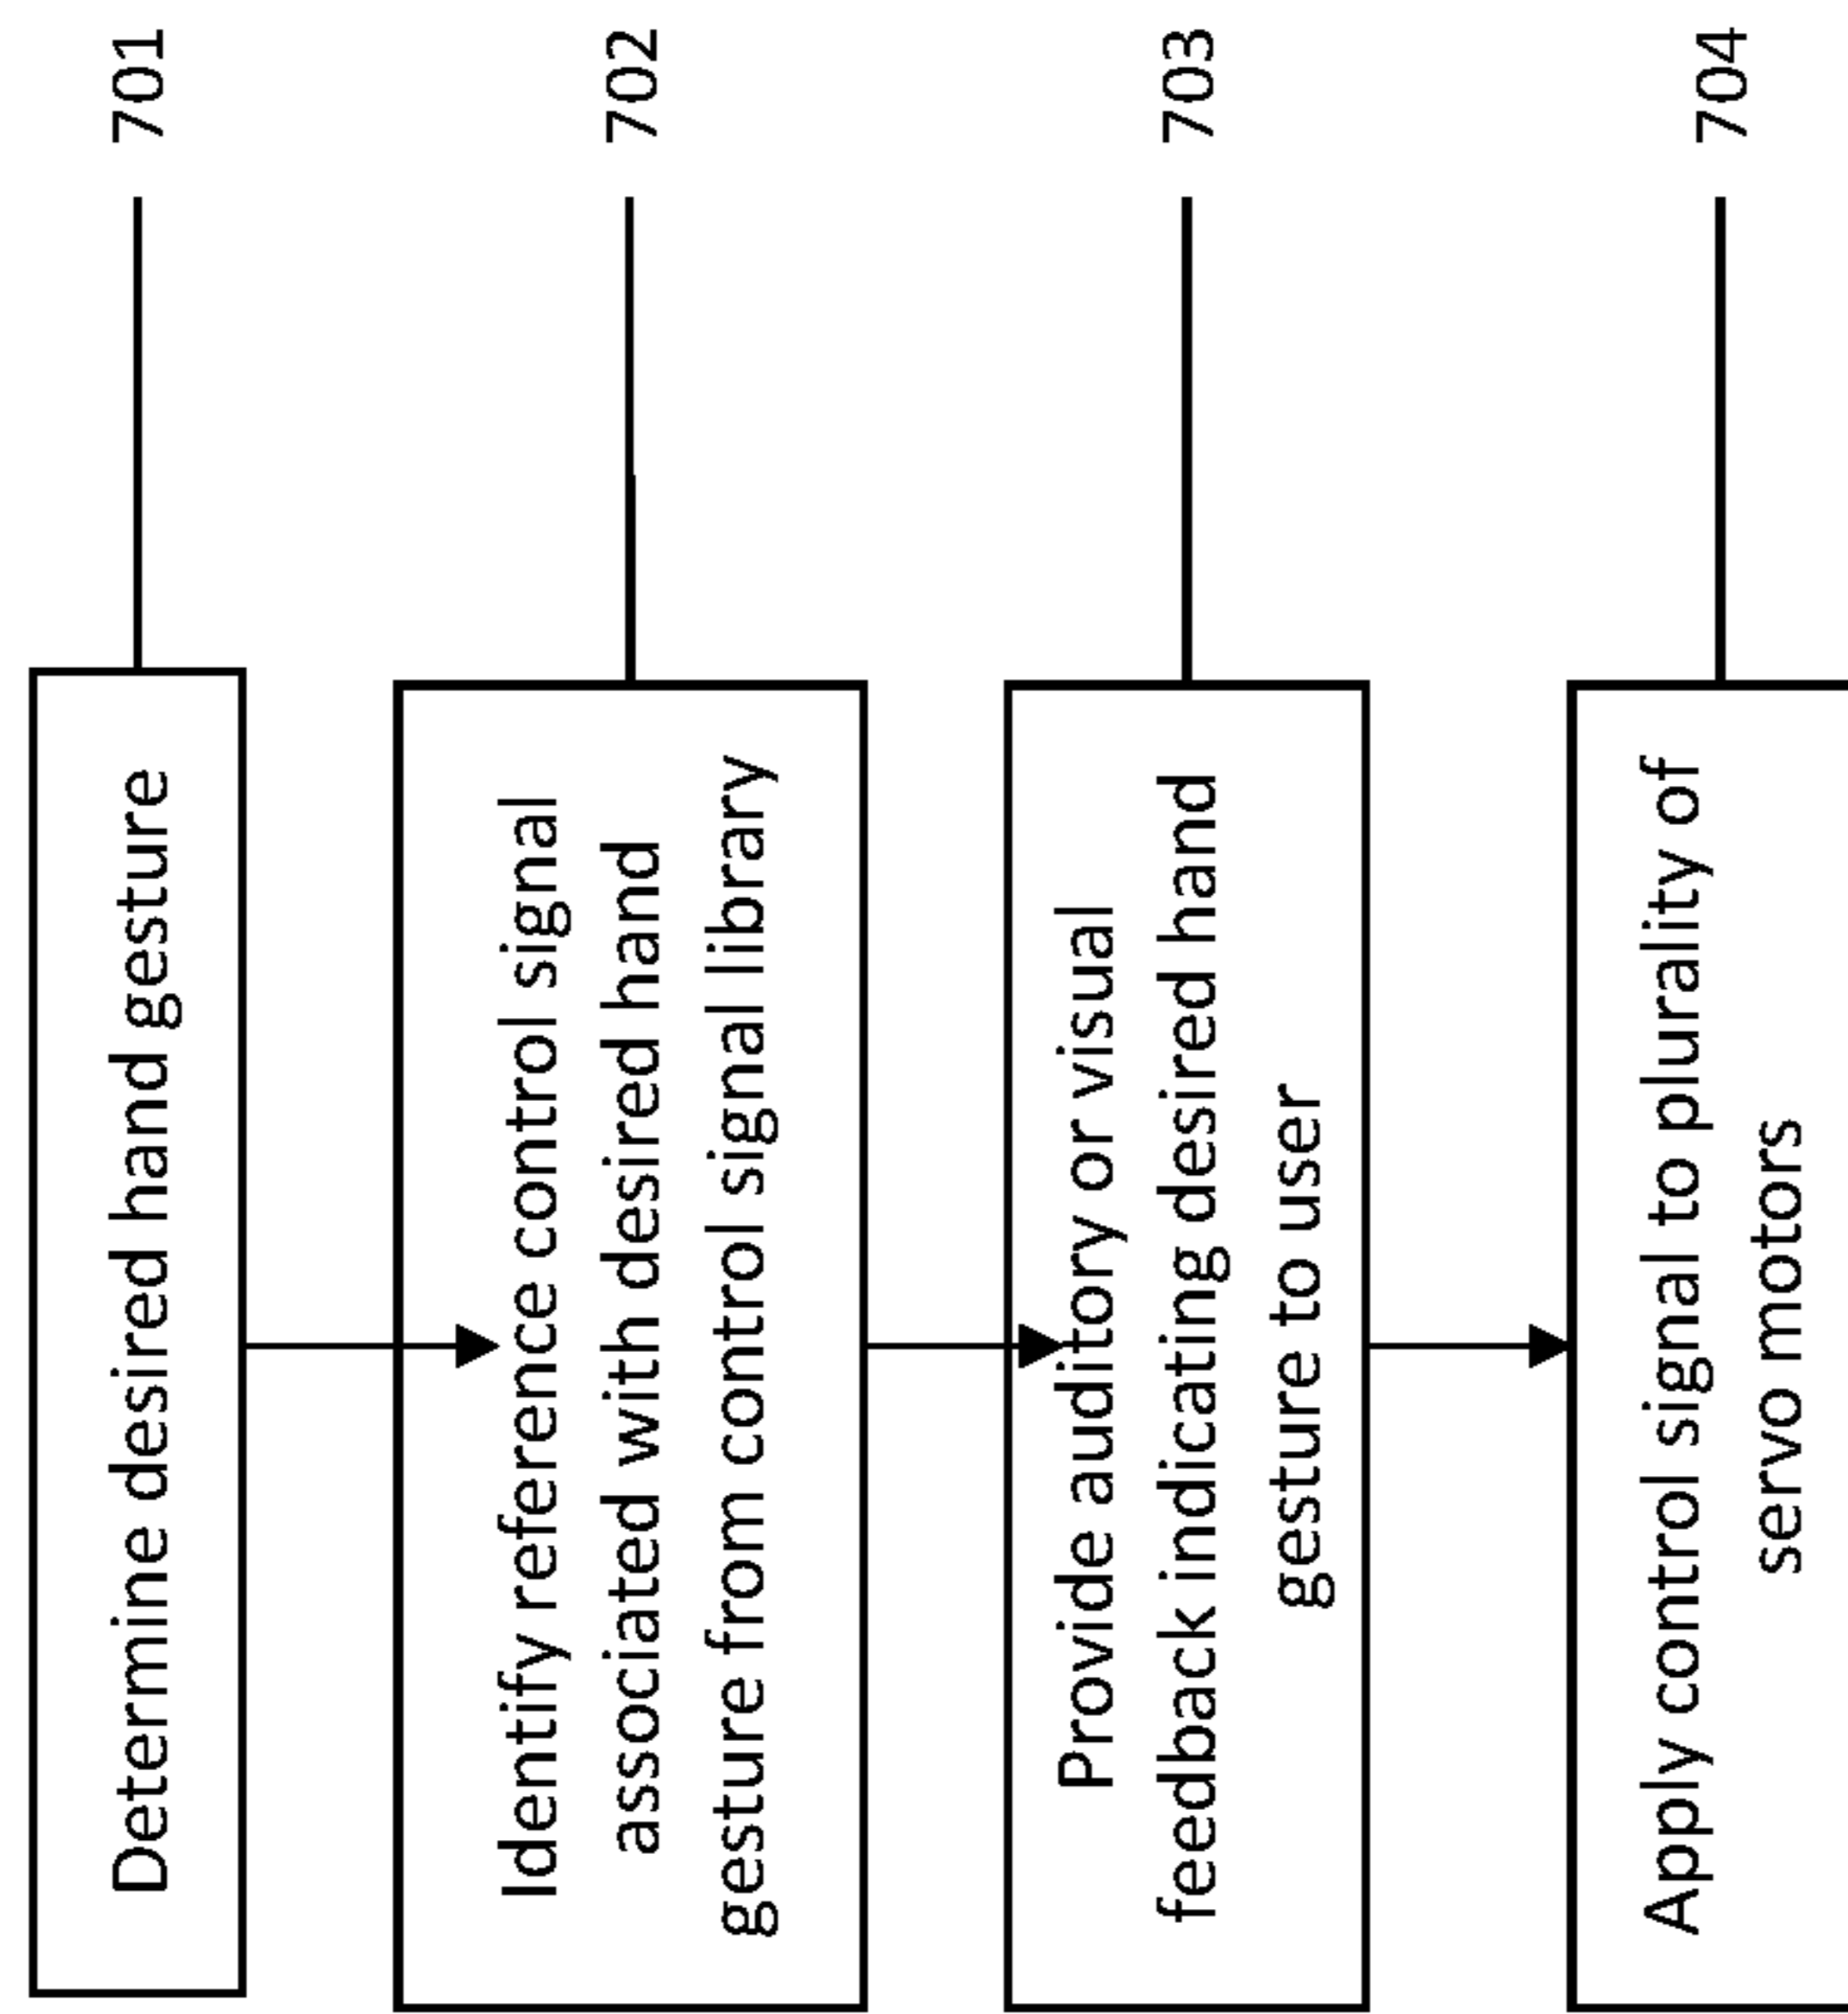 Determine desired hand gesture
701
Identify reference control signal
associated with desired hand
gesture from control signal library
702
Provide auditory or visual
feedback indicating desired hand
gesture to user
703
Apply control signal to plurality of
servo motors
704